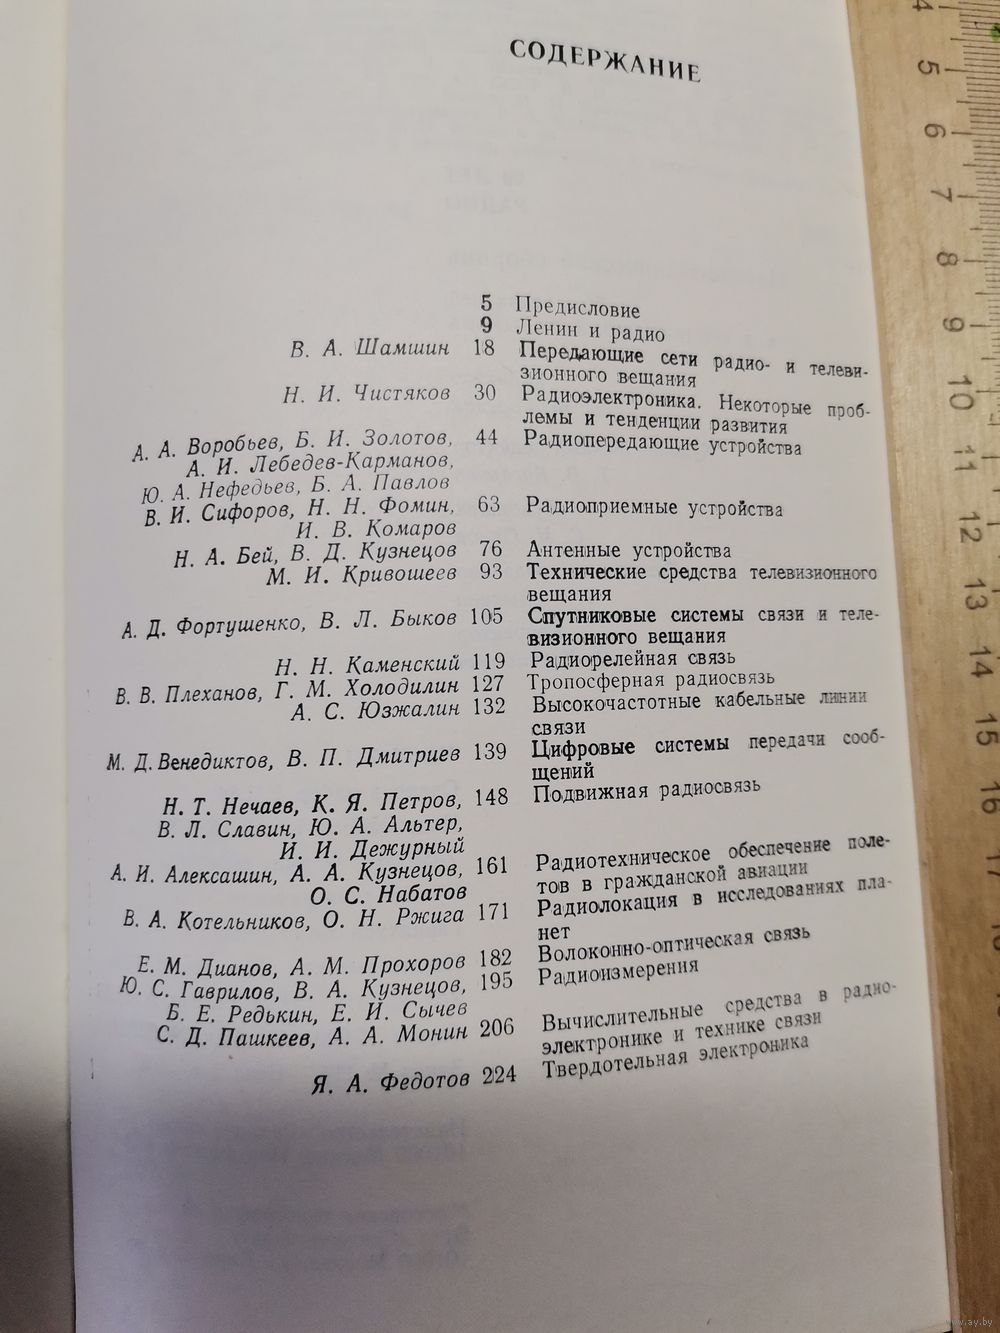 СОДЕРЖАНИЕ
5 Предисловие
9 Ленин и радио
В. А. Шамшин 18 Передающие сети радио- и телеви-
зионного вещания
Н. И. Чистяков 30 Радиоэлектроника. Некоторые проб-
лемы и тенденции развития
А. А. Воробьев, Б. И. Золотов, 44 Радиопередающие устройства
А. И. Лебедев-Карманов,
Ю. А. Нефедьев, Б. А. Павлов
В. И. Сифоров, Н. Н. Фомин, 63 Радиоприемные устройства
И. В. Комаров
Н. А. Бей, В. Д. Кузнецов 76 Антенные устройства
М. И. Кривошеев 93 Технические средства телевизионного
вещания
А. Д. Фортушенко, В. Л. Быков 105 Спутниковые системы связи и теле-
визионного вещания
Н. Н. Каменский 119 Радиорелейная связь
В. В. Плеханов, Г. М. Холодилин 127 Тропосферная радиосвязь
А. С. Юзжалин 132 Высокочастотные кабельные линии
связи
М. Д. Венедиктов, В. П. Дмитриев 139 Цифровые системы передачи сооб-
щений
Н. Т. Нечаев, К. Я. Петров, 148 Подвижная радиосвязь
В. Л. Славин, Ю. А. Альтер,
И. И. Дежурный
А. И. Алексашин, А. А. Кузнецов, 161 Радиотехническое обеспечение поле-
О. С. Набатов тов в гражданской авиации
В. А. Котельников, О. Н. Ржига 171 Радиолокация в исследованиях пла-
нет
Е. М. Дианов, А. М. Прохоров 182 Волоконно-оптическая связь
Ю. С. Гаврилов, В. А. Кузнецов, 195 Радиоизмерения
Б. Е. Редькин, Е. И. Сычев
С. Д. Пашкеев, А. А. Монин 206 Вычислительные средства в радио-
электронике и технике связи
Я. А. Федотов 224 Твердотельная электроника
4
5
6
7
8
9
10
11
12
13
14
15
16
17
18
www.ay.by